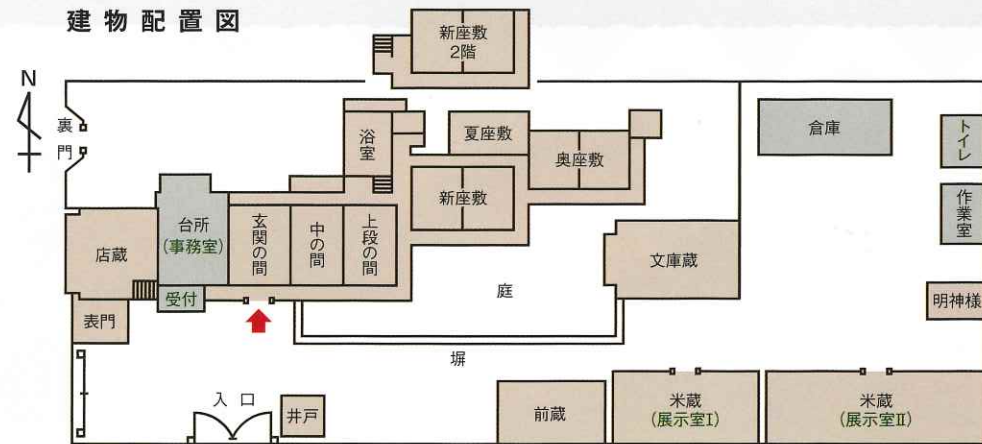 建物配置図
新座敷
2階
N
裏門
浴室
夏座敷
奥座敷
倉庫
トイレ
新座敷
作業室
店蔵
台所
(事務室)
玄関の間
中の間
上段の間
文庫蔵
受付
庭
明神様
表門
塀
入口
井戸
前蔵
米蔵
(展示室Ⅰ)
米蔵
(展示室Ⅱ)